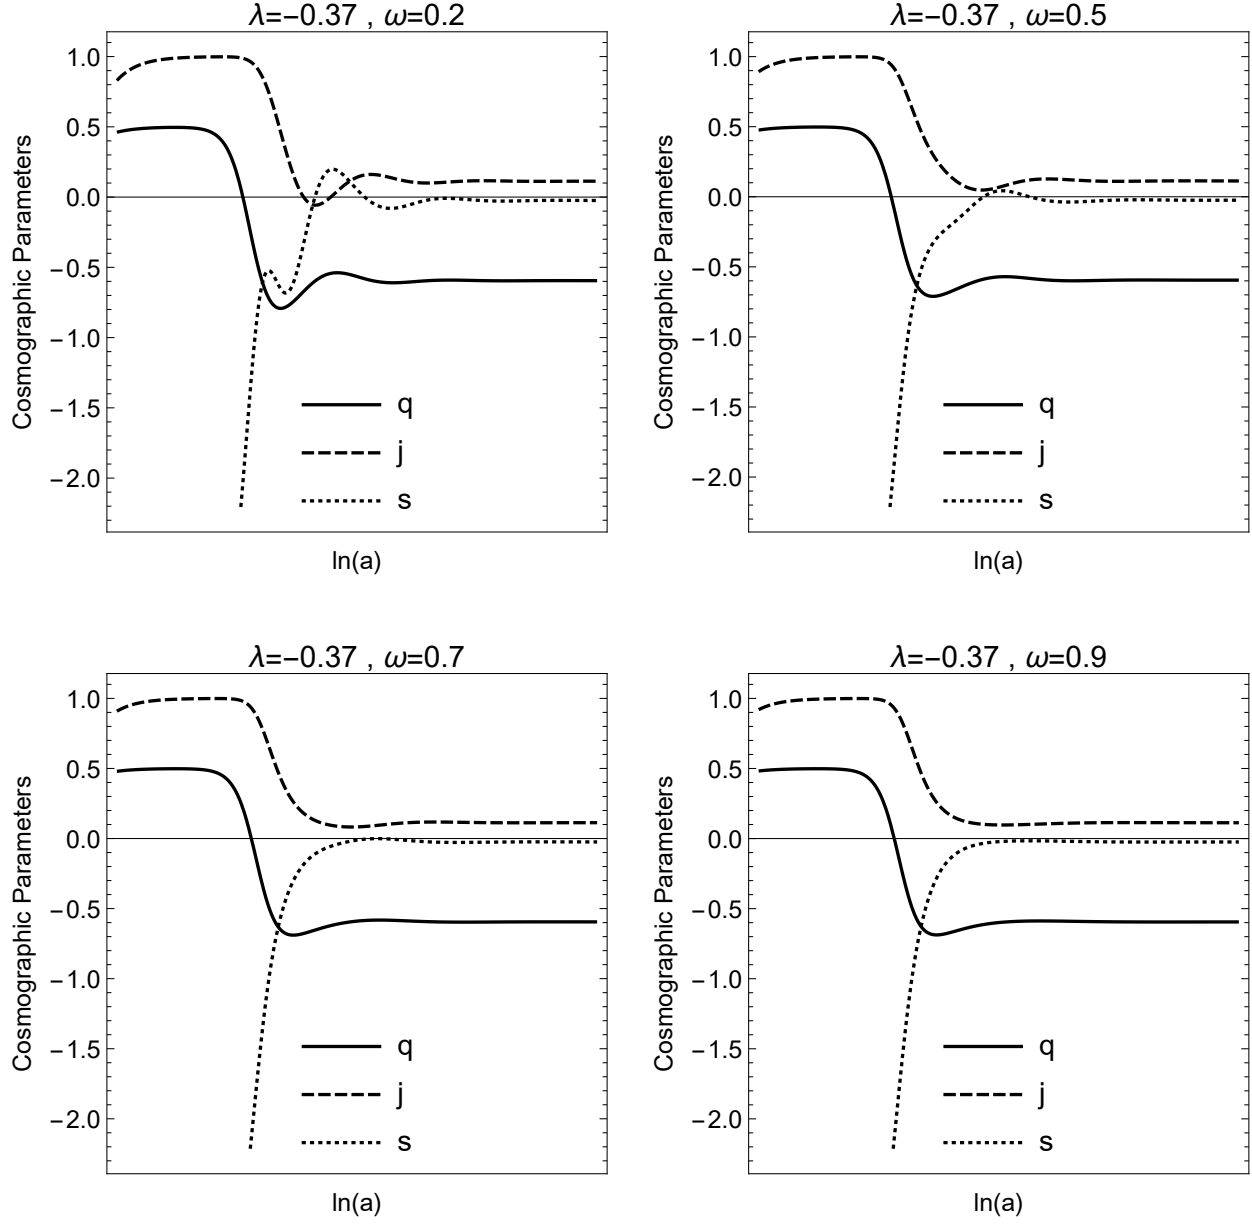 λ=−0.37 , ω=0.2
Cosmographic Parameters
1.0
0.5
0.0
−0.5
−1.0
−1.5
−2.0
q
j
s
ln(a)
λ=−0.37 , ω=0.5
Cosmographic Parameters
1.0
0.5
0.0
−0.5
−1.0
−1.5
−2.0
q
j
s
ln(a)
λ=−0.37 , ω=0.7
Cosmographic Parameters
1.0
0.5
0.0
−0.5
−1.0
−1.5
−2.0
q
j
s
ln(a)
λ=−0.37 , ω=0.9
Cosmographic Parameters
1.0
0.5
0.0
−0.5
−1.0
−1.5
−2.0
q
j
s
ln(a)